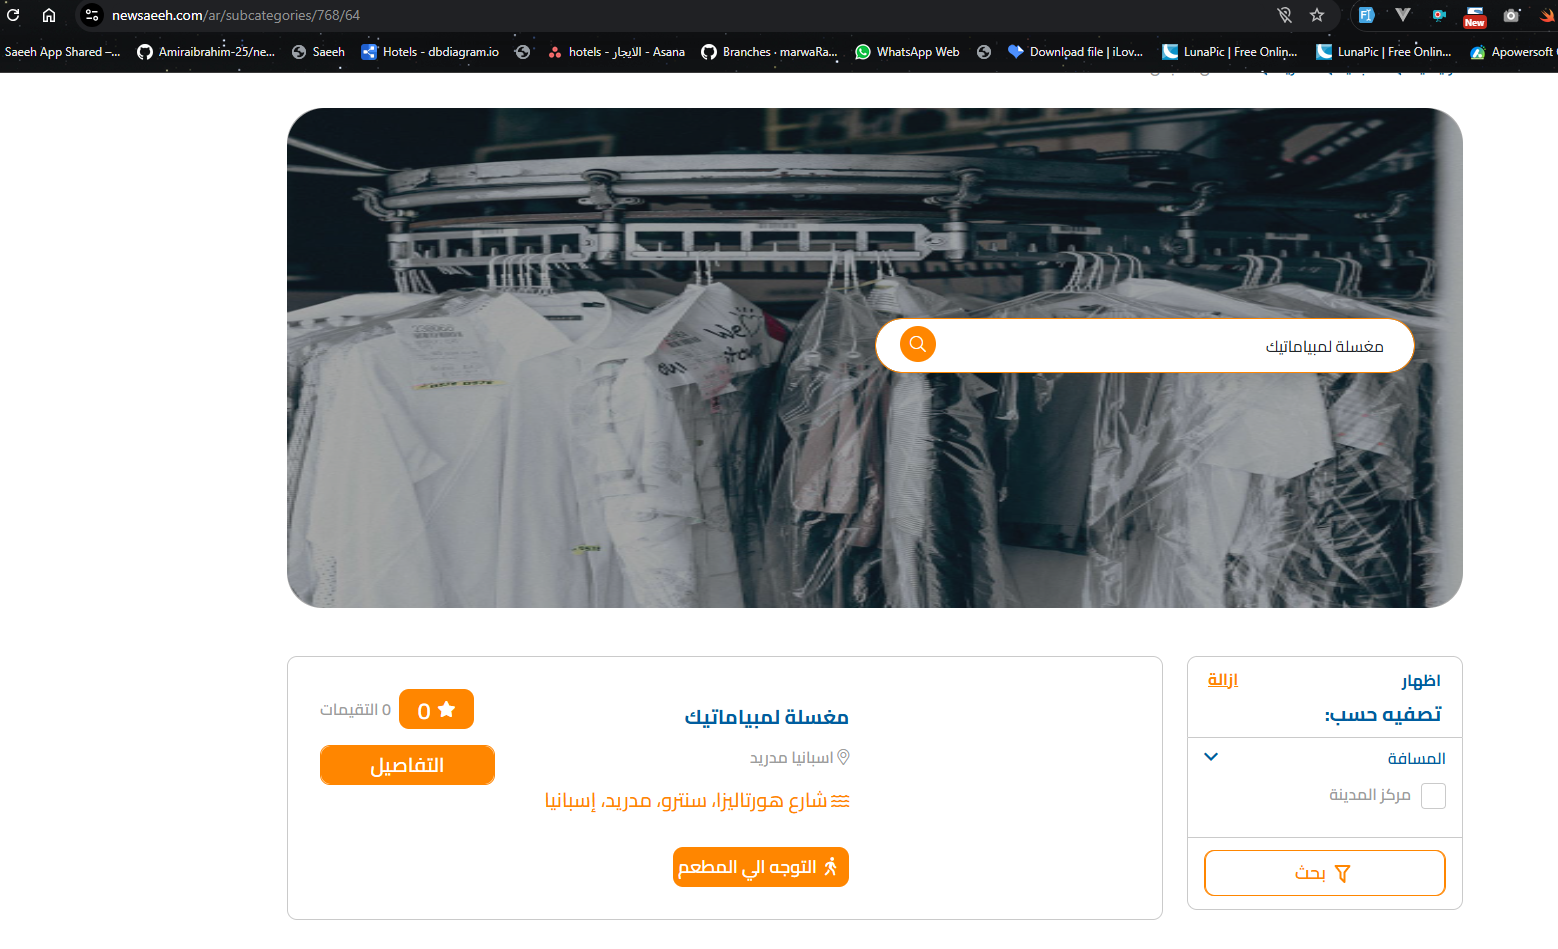 newsaeeh.com/ar/subcategories/768/64
New
Saeeh App Shared –...
Amiraibrahim-25/ne...
Saeeh
Hotels - dbdiagram.io
hotels - الايجار - Asana
Branches · marwaRa...
WhatsApp Web
Download file | iLov...
LunaPic | Free Onlin...
LunaPic | Free Onlin...
Apowersoft
مغسلة لمبياماتيك
اظهار
ازالة
تصفيه حسب:
المسافة
مركز المدينة
بحث
مغسلة لمبياماتيك
اسبانيا مدريد
شارع هورتاليزا، سنترو، مدريد، إسبانيا
التوجه الي المطعم
0
0 التقيمات
التفاصيل